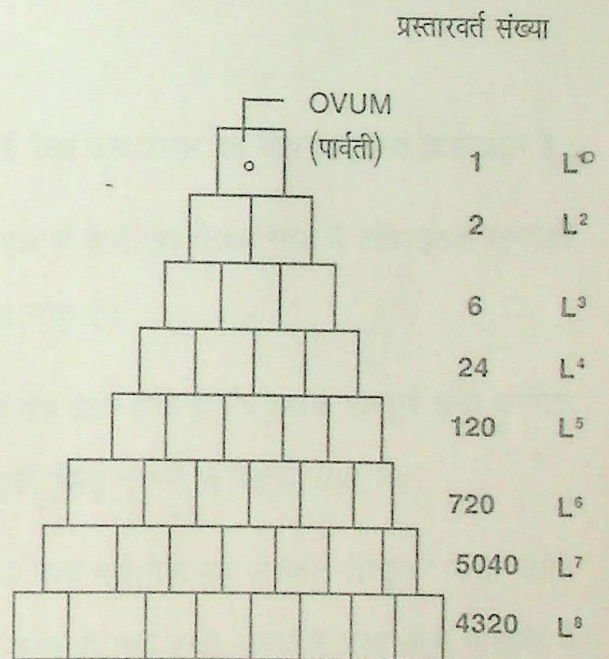 प्रस्तारवर्त संख्या
OVUM
(पार्वती)
1 L¹
2 L²
6 L³
24 L⁴
120 L⁵
720 L⁶
5040 L⁷
4320 L⁸